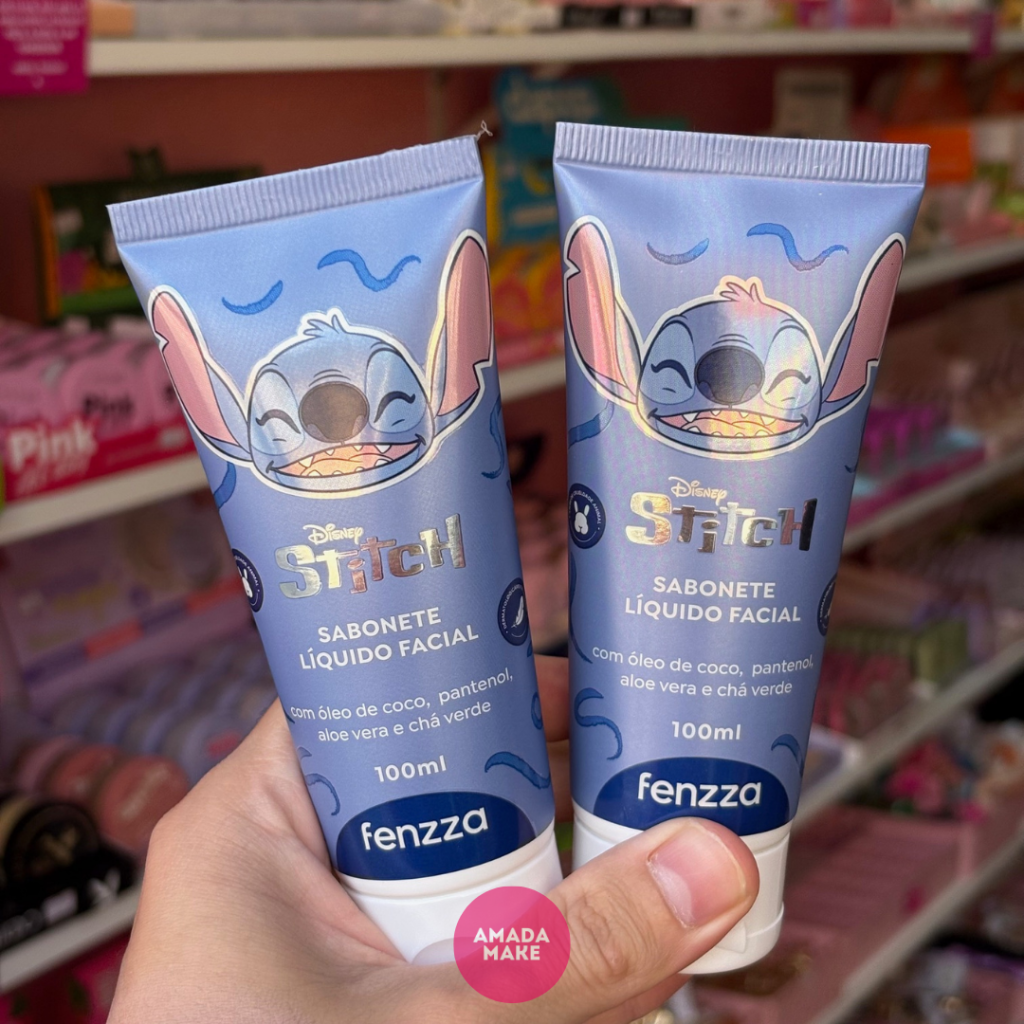 Pink
Pink
DISNEY
STITCH
SABONETE
LÍQUIDO FACIAL
com óleo de coco, pantenol,
aloe vera e chá verde
100ml
fenzza
DISNEY
STITCH
SABONETE
LÍQUIDO FACIAL
com óleo de coco, pantenol,
aloe vera e chá verde
100ml
fenzza
AMADA
MAKE